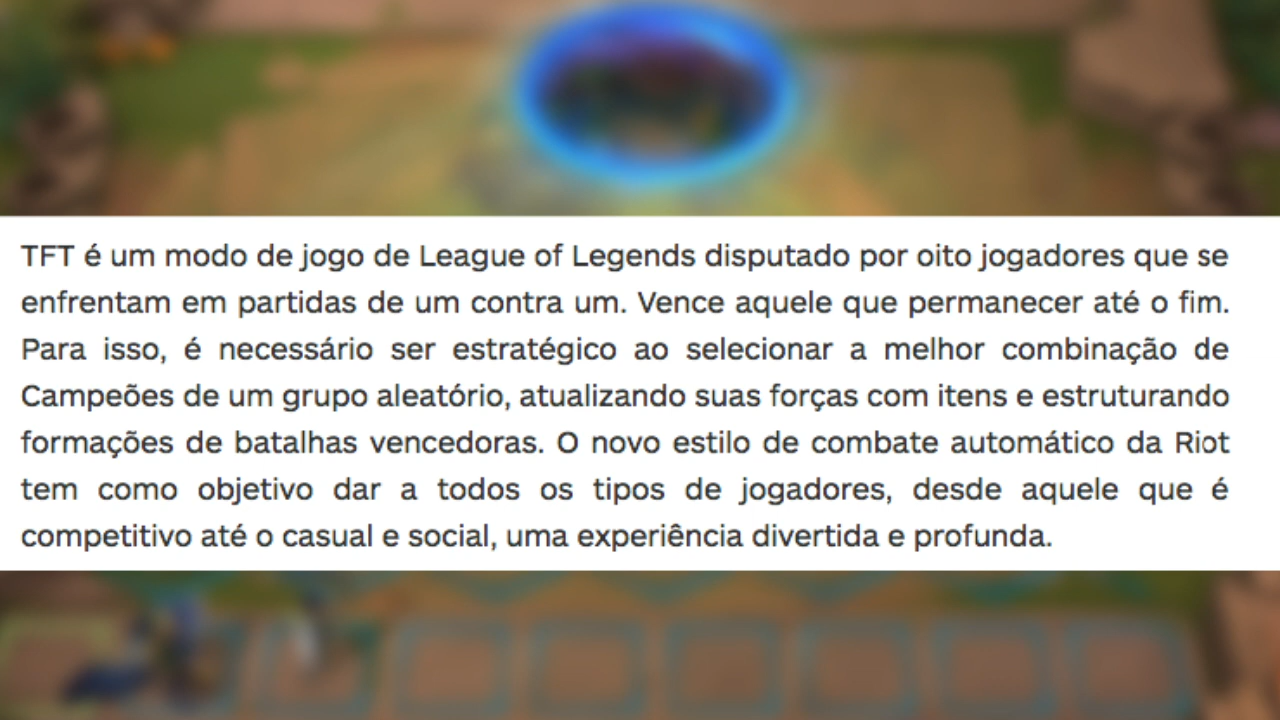 TFT é um modo de jogo de League of Legends disputado por oito jogadores que se
enfrentam em partidas de um contra um. Vence aquele que permanecer até o fim.
Para isso, é necessário ser estratégico ao selecionar a melhor combinação de
Campeões de um grupo aleatório, atualizando suas forças com itens e estruturando
formações de batalhas vencedoras. O novo estilo de combate automático da Riot
tem como objetivo dar a todos os tipos de jogadores, desde aquele que é
competitivo até o casual e social, uma experiência divertida e profunda.